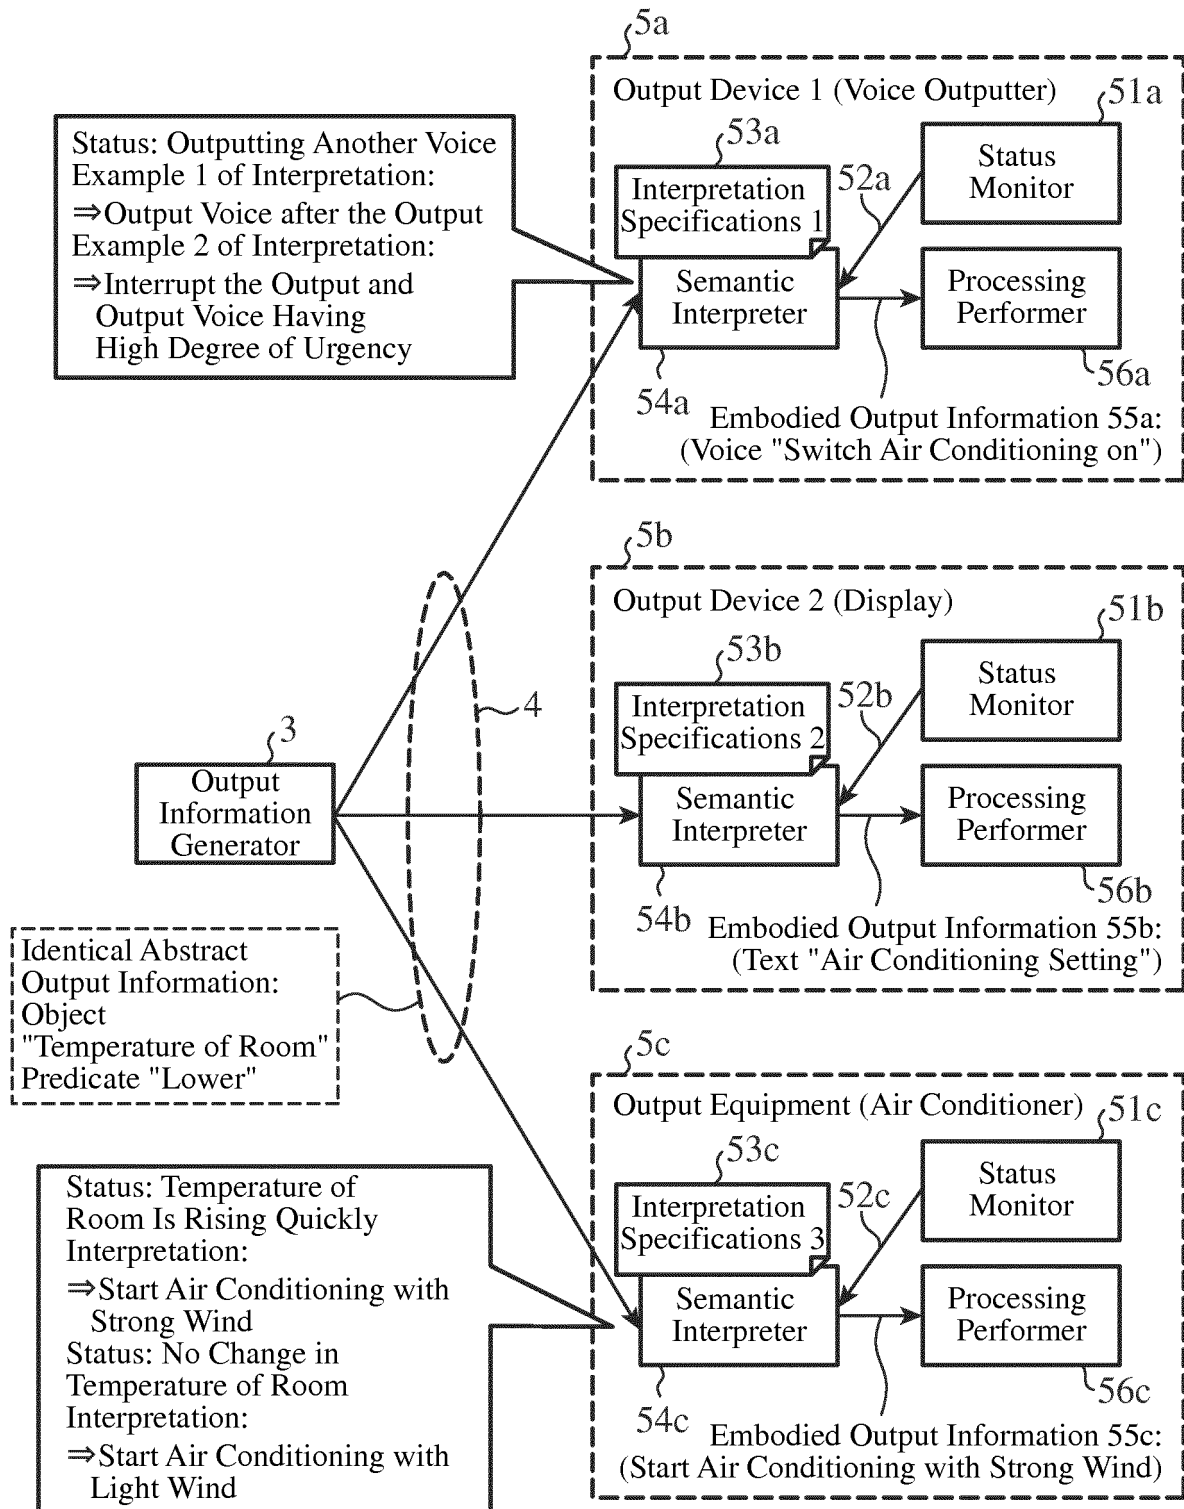 5a
Output Device 1 (Voice Outputter)
51a
53a
Status
Monitor
Interpretation
Specifications 1
52a
Semantic
Interpreter
Processing
Performer
54a
56a
Embodied Output Information 55a:
(Voice "Switch Air Conditioning on")
Status: Outputting Another Voice
Example 1 of Interpretation:
⇒Output Voice after the Output
Example 2 of Interpretation:
⇒Interrupt the Output and
Output Voice Having
High Degree of Urgency
5b
Output Device 2 (Display)
51b
53b
Status
Monitor
Interpretation
Specifications 2
52b
Semantic
Interpreter
Processing
Performer
54b
56b
Embodied Output Information 55b:
(Text "Air Conditioning Setting")
4
3
Output
Information
Generator
Identical Abstract
Output Information:
Object
"Temperature of Room"
Predicate "Lower"
5c
Output Equipment (Air Conditioner)
51c
53c
Status
Monitor
Interpretation
Specifications 3
52c
Semantic
Interpreter
Processing
Performer
54c
56c
Embodied Output Information 55c:
(Start Air Conditioning with Strong Wind)
Status: Temperature of
Room Is Rising Quickly
Interpretation:
⇒Start Air Conditioning with
Strong Wind
Status: No Change in
Temperature of Room
Interpretation:
⇒Start Air Conditioning with
Light Wind